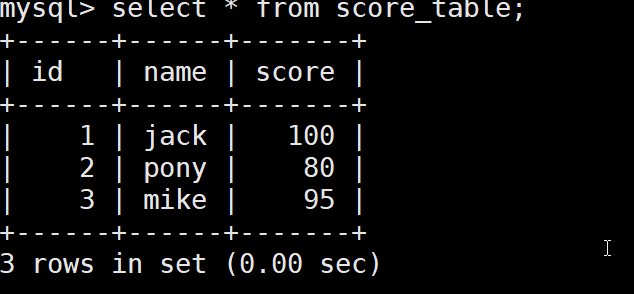 mysql> select * from score_table;
+------+------+-------+
| id   | name | score |
+------+------+-------+
|    1 | jack |   100 |
|    2 | pony |    80 |
|    3 | mike |    95 |
+------+------+-------+
3 rows in set (0.00 sec)